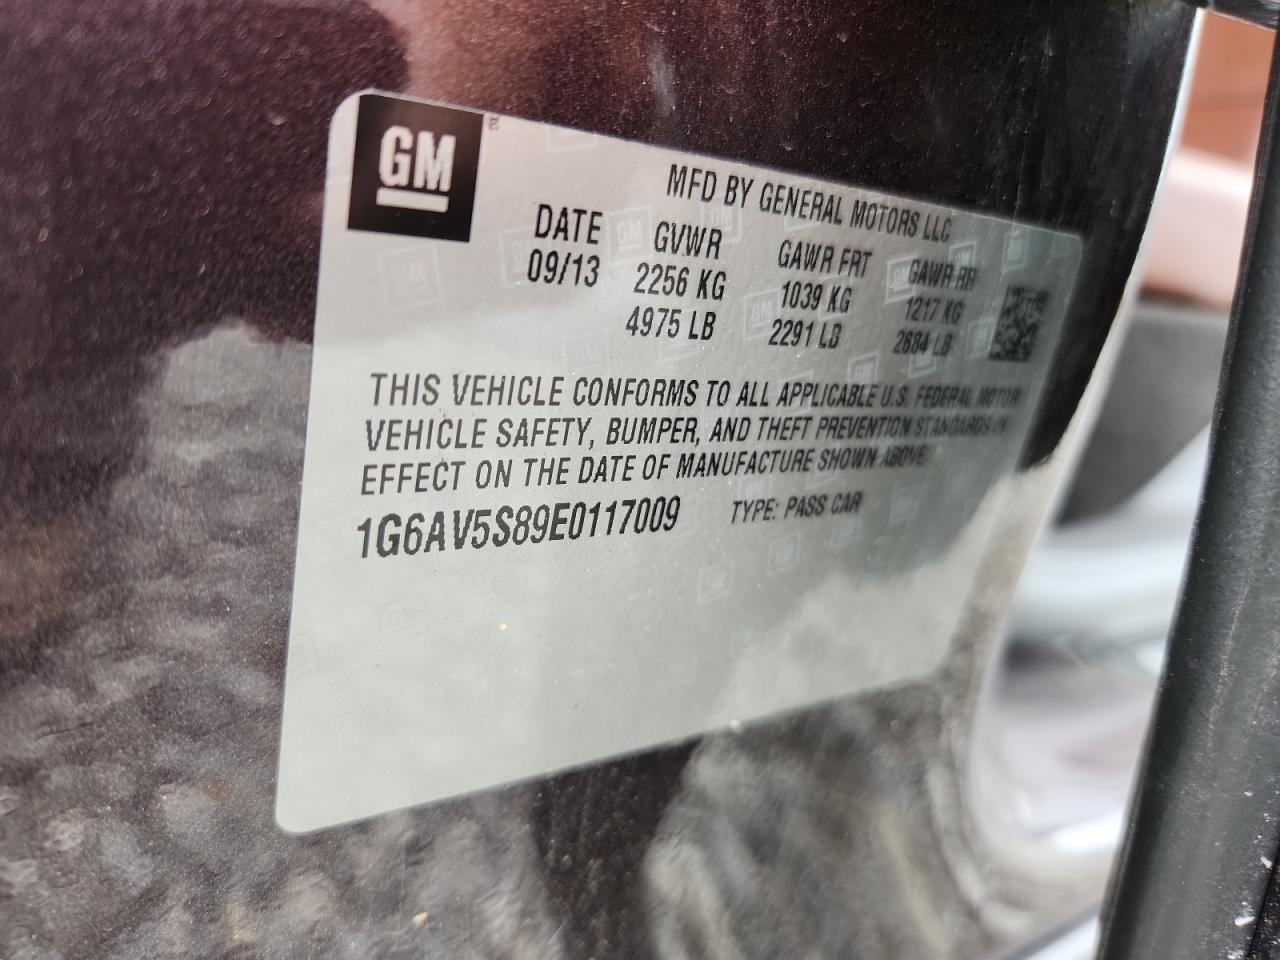 GM
MFD BY GENERAL MOTORS LLC
DATE GVWR GAWR FRT GAWR RR
09/13 2256 KG 1039 KG 1217 KG
4975 LB 2291 LB 2684 LB
THIS VEHICLE CONFORMS TO ALL APPLICABLE U.S. FEDERAL MOTOR
VEHICLE SAFETY, BUMPER, AND THEFT PREVENTION STANDARDS IN
EFFECT ON THE DATE OF MANUFACTURE SHOWN ABOVE
1G6AV5S89E0117009 TYPE: PASS CAR